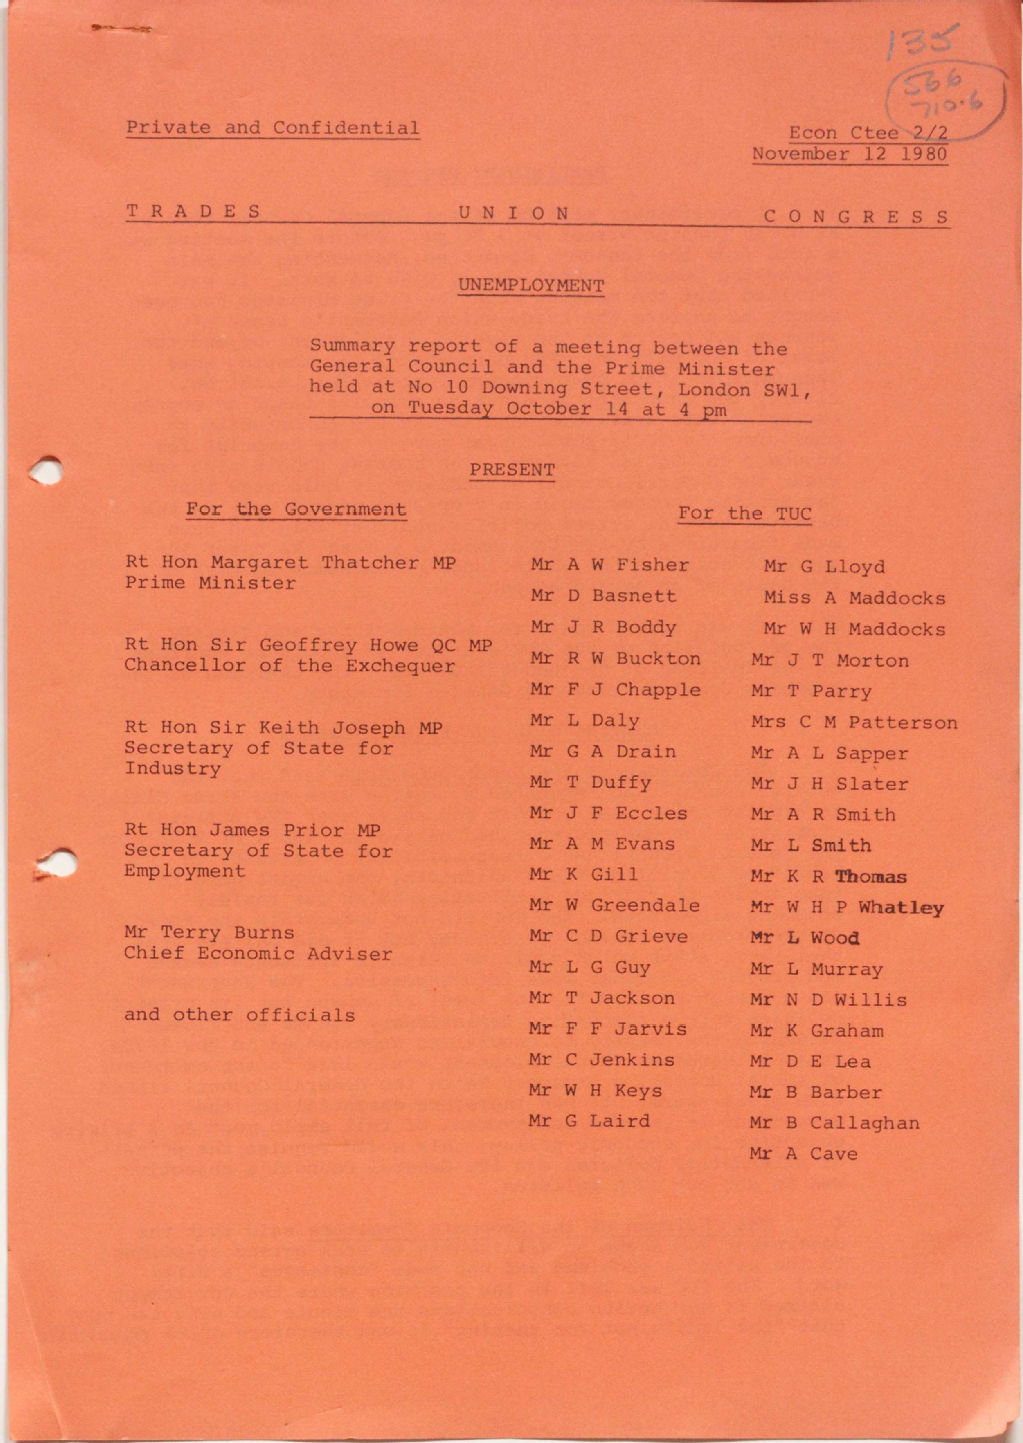 135
566
710.6
Private and Confidential
Econ Ctee 2/2
November 12 1980
TRADES UNION CONGRESS
UNEMPLOYMENT
Summary report of a meeting between the
General Council and the Prime Minister
held at No 10 Downing Street, London SW1,
on Tuesday October 14 at 4 pm
PRESENT
For the Government
Rt Hon Margaret Thatcher MP
Prime Minister
Rt Hon Sir Geoffrey Howe QC MP
Chancellor of the Exchequer
Rt Hon Sir Keith Joseph MP
Secretary of State for
Industry
Rt Hon James Prior MP
Secretary of State for
Employment
Mr Terry Burns
Chief Economic Adviser
and other officials
For the TUC
Mr A W Fisher
Mr D Basnett
Mr J R Boddy
Mr R W Buckton
Mr F J Chapple
Mr L Daly
Mr G A Drain
Mr T Duffy
Mr J F Eccles
Mr A M Evans
Mr K Gill
Mr W Greendale
Mr C D Grieve
Mr L G Guy
Mr T Jackson
Mr F F Jarvis
Mr C Jenkins
Mr W H Keys
Mr G Laird
Mr G Lloyd
Miss A Maddocks
Mr W H Maddocks
Mr J T Morton
Mr T Parry
Mrs C M Patterson
Mr A L Sapper
Mr J H Slater
Mr A R Smith
Mr L Smith
Mr K R Thomas
Mr W H P Whatley
Mr L Wood
Mr L Murray
Mr N D Willis
Mr K Graham
Mr D E Lea
Mr B Barber
Mr B Callaghan
Mr A Cave